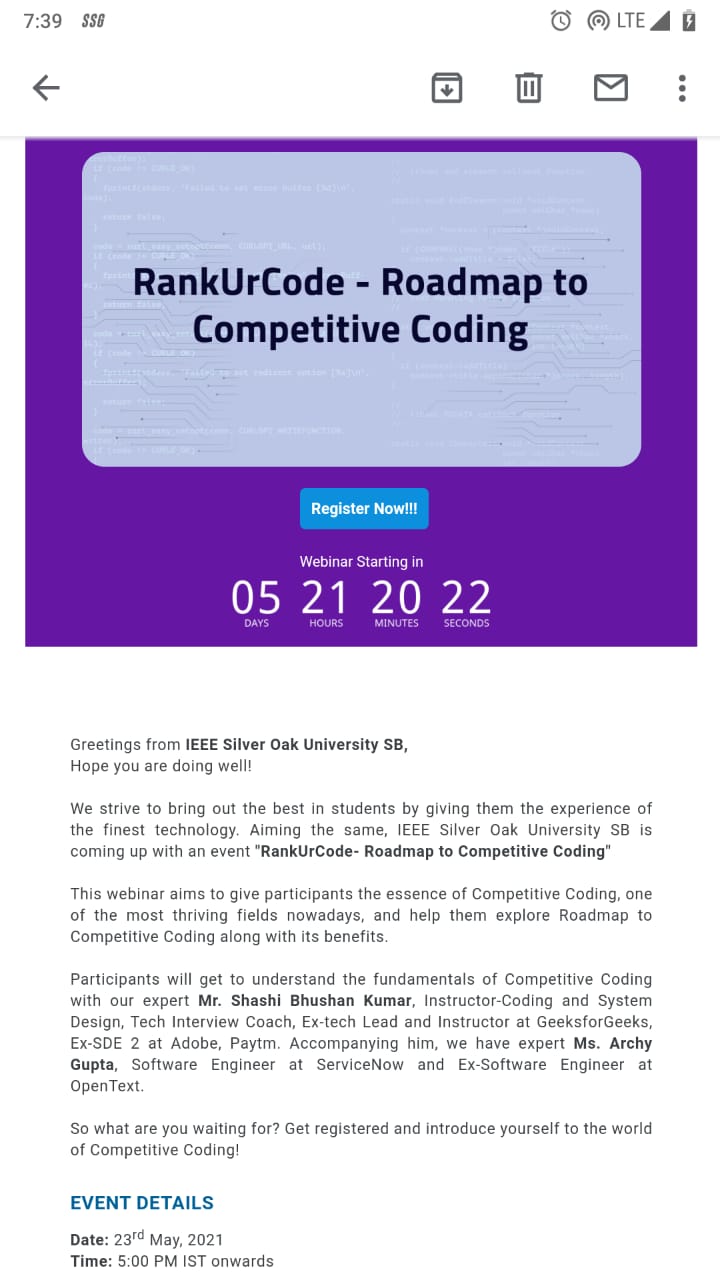 7:39 SSG LTE
RankUrCode - Roadmap to
Competitive Coding
Register Now!!!
Webinar Starting in
05 21 20 22
DAYS HOURS MINUTES SECONDS
Greetings from IEEE Silver Oak University SB,
Hope you are doing well!
We strive to bring out the best in students by giving them the experience of
the finest technology. Aiming the same, IEEE Silver Oak University SB is
coming up with an event "RankUrCode- Roadmap to Competitive Coding"
This webinar aims to give participants the essence of Competitive Coding, one
of the most thriving fields nowadays, and help them explore Roadmap to
Competitive Coding along with its benefits.
Participants will get to understand the fundamentals of Competitive Coding
with our expert Mr. Shashi Bhushan Kumar, Instructor-Coding and System
Design, Tech Interview Coach, Ex-tech Lead and Instructor at GeeksforGeeks,
Ex-SDE 2 at Adobe, Paytm. Accompanying him, we have expert Ms. Archy
Gupta, Software Engineer at ServiceNow and Ex-Software Engineer at
OpenText.
So what are you waiting for? Get registered and introduce yourself to the world
of Competitive Coding!
EVENT DETAILS
Date: 23rd May, 2021
Time: 5:00 PM IST onwards